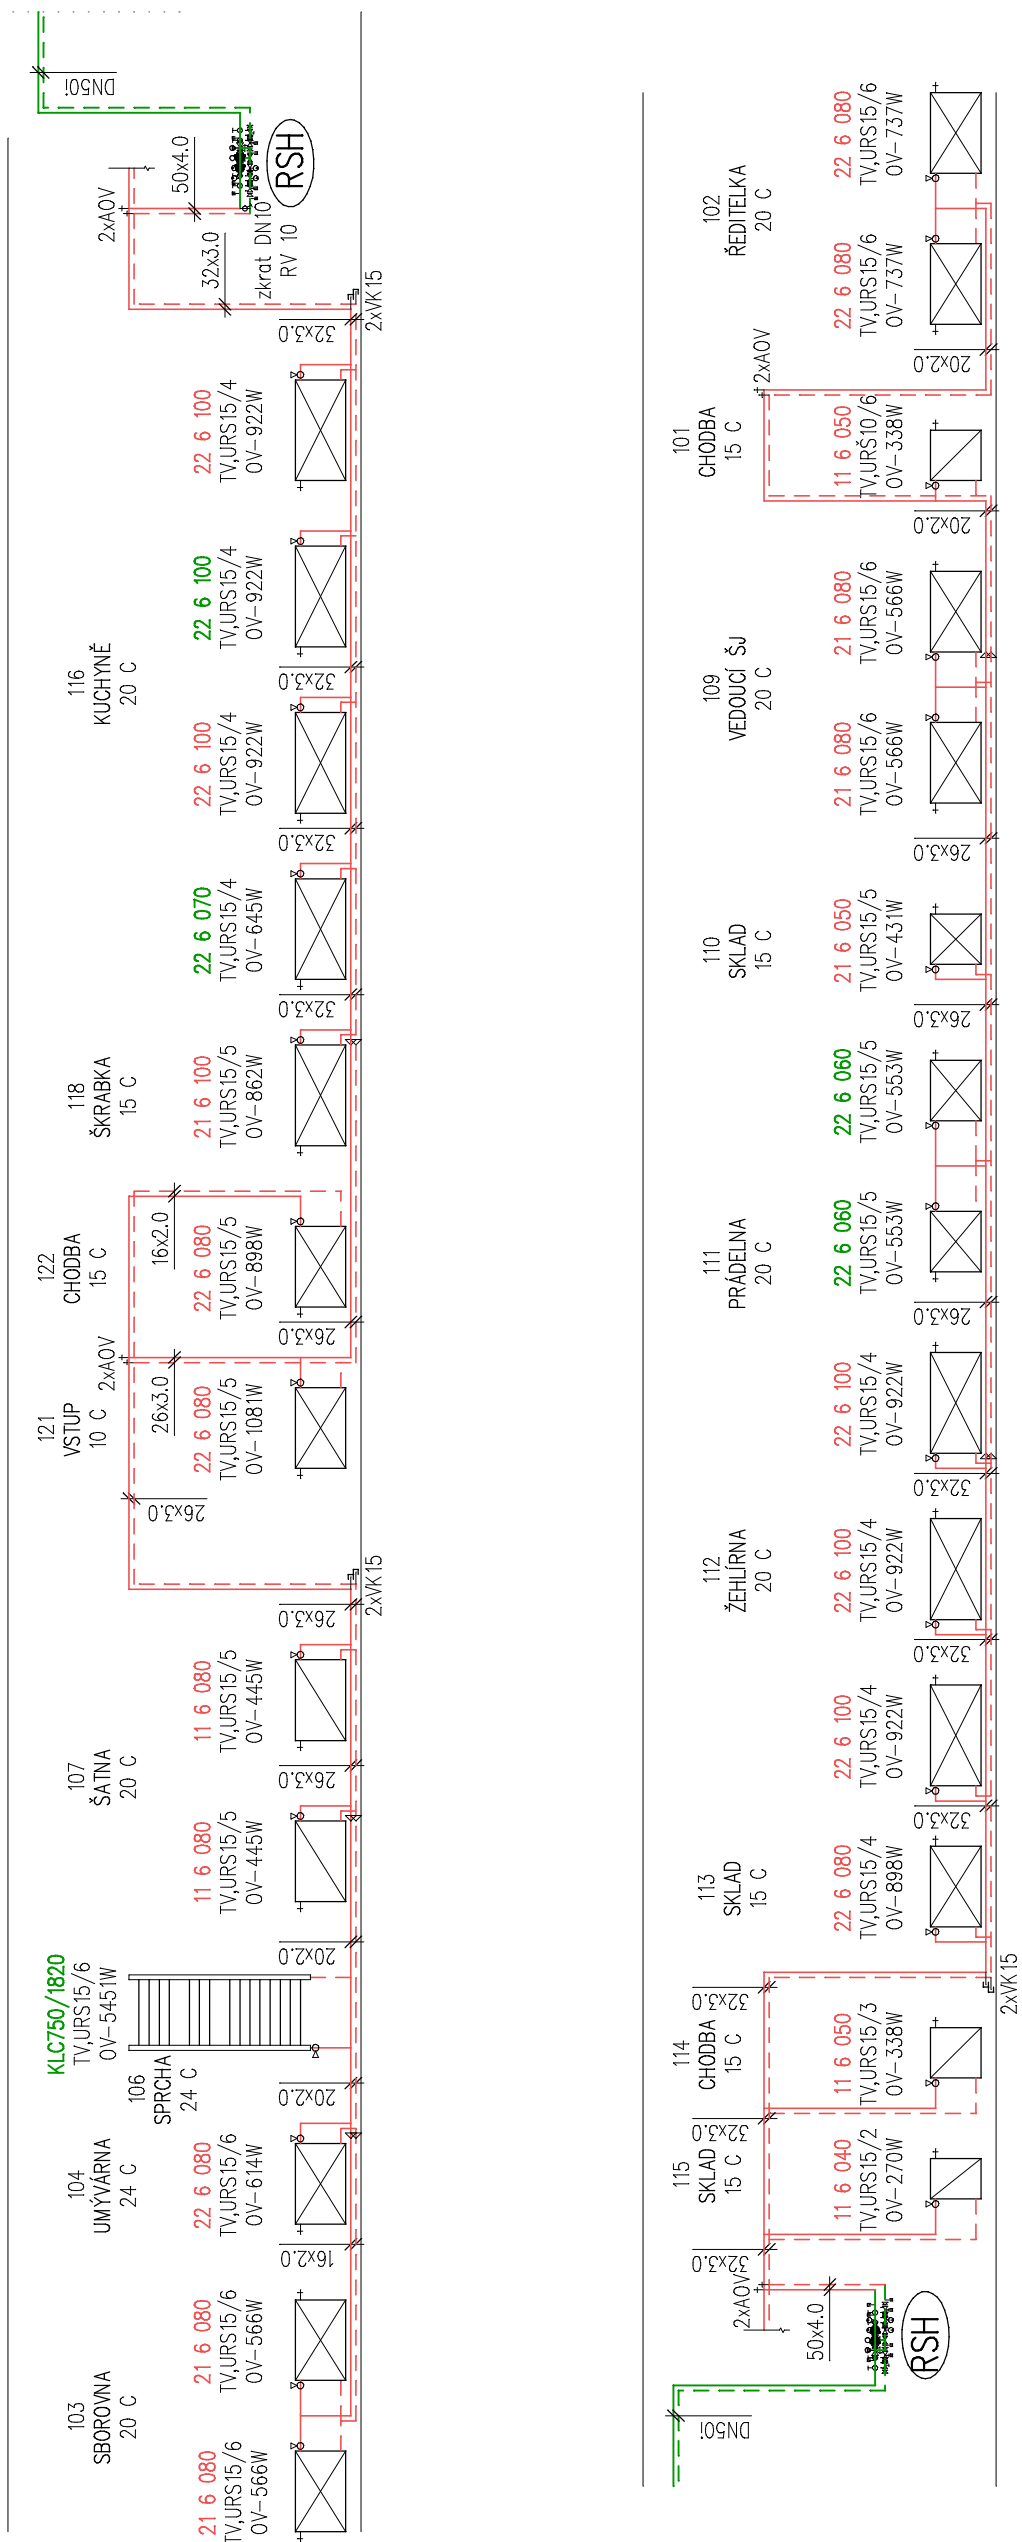 DN50i
50x4.0
2xAOV
32x3.0
zkrat DN10
RV 10
RSH
2xVK15
32x3.0
22 6 100
TV,URS15/4
OV-922W
116
KUCHYNĚ
20 C
22 6 100
TV,URS15/4
OV-922W
32x3.0
22 6 100
TV,URS15/4
OV-922W
32x3.0
22 6 070
TV,URS15/4
OV-645W
32x3.0
118
ŠKRABKA
15 C
21 6 100
TV,URS15/5
OV-862W
122
CHODBA
15 C
16x2.0
22 6 080
TV,URS15/5
OV-898W
26x3.0
2xAOV
121
VSTUP
10 C
26x3.0
22 6 080
TV,URS15/5
OV-1081W
26x3.0
2xVK15
26x3.0
107
ŠATNA
20 C
11 6 080
TV,URS15/5
OV-445W
26x3.0
11 6 080
TV,URS15/5
OV-445W
20x2.0
KLC750/1820
TV,URS15/6
OV-5451W
106
SPRCHA
24 C
20x2.0
104
UMÝVÁRNA
24 C
22 6 080
TV,URS15/6
OV-614W
16x2.0
103
SBOROVNA
20 C
21 6 080
TV,URS15/6
OV-566W
21 6 080
TV,URS15/6
OV-566W
102
ŘEDITELKA
20 C
22 6 080
TV,URS15/6
OV-737W
22 6 080
TV,URS15/6
OV-737W
20x2.0
2xAOV
101
CHODBA
15 C
11 6 050
TV,URŠ10/6
OV-338W
20x2.0
109
VEDOUCÍ ŠJ
20 C
21 6 080
TV,URS15/6
OV-566W
21 6 080
TV,URS15/6
OV-566W
26x3.0
110
SKLAD
15 C
21 6 050
TV,URS15/5
OV-431W
26x3.0
111
PRÁDELNA
20 C
22 6 060
TV,URS15/5
OV-553W
22 6 060
TV,URS15/5
OV-553W
26x3.0
22 6 100
TV,URS15/4
OV-922W
32x3.0
112
ŽEHLÍRNA
20 C
22 6 100
TV,URS15/4
OV-922W
32x3.0
22 6 100
TV,URS15/4
OV-922W
32x3.0
113
SKLAD
15 C
22 6 080
TV,URS15/4
OV-898W
2xVK15
32x3.0
114
CHODBA
15 C
11 6 050
TV,URS15/3
OV-338W
32x3.0
115
SKLAD
15 C
11 6 040
TV,URS15/2
OV-270W
32x3.0
2xAOV
50x4.0
RSH
DN50i